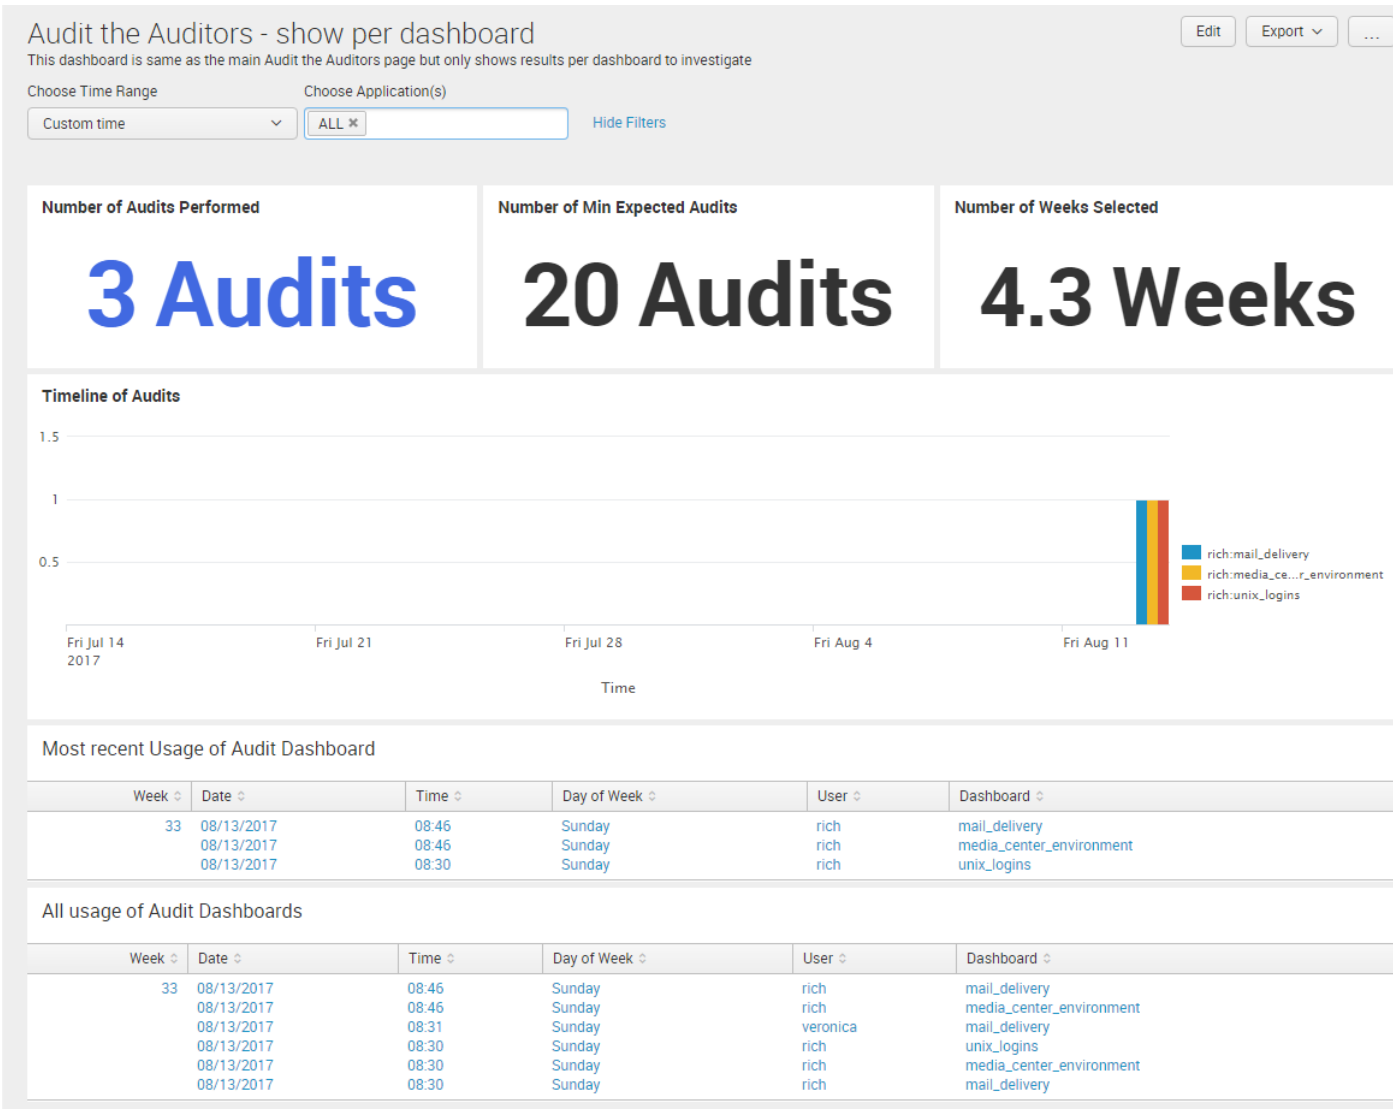 Audit the Auditors - show per dashboard
Edit Export ...
This dashboard is same as the main Audit the Auditors page but only shows results per dashboard to investigate
Choose Time Range Choose Application(s)
Custom time ALL Hide Filters
Number of Audits Performed Number of Min Expected Audits Number of Weeks Selected
3 Audits 20 Audits 4.3 Weeks
Timeline of Audits
1.5
1
0.5
rich:mail_delivery
rich:media_ce...r_environment
rich:unix_logins
Fri Jul 14 Fri Jul 21 Fri Jul 28 Fri Aug 4 Fri Aug 11
2017
Time
Most recent Usage of Audit Dashboard
Week Date Time Day of Week User Dashboard
33 08/13/2017 08:46 Sunday rich mail_delivery
08/13/2017 08:46 Sunday rich media_center_environment
08/13/2017 08:30 Sunday rich unix_logins
All usage of Audit Dashboards
Week Date Time Day of Week User Dashboard
33 08/13/2017 08:46 Sunday rich mail_delivery
08/13/2017 08:46 Sunday rich media_center_environment
08/13/2017 08:31 Sunday veronica mail_delivery
08/13/2017 08:30 Sunday rich unix_logins
08/13/2017 08:30 Sunday rich media_center_environment
08/13/2017 08:30 Sunday rich mail_delivery